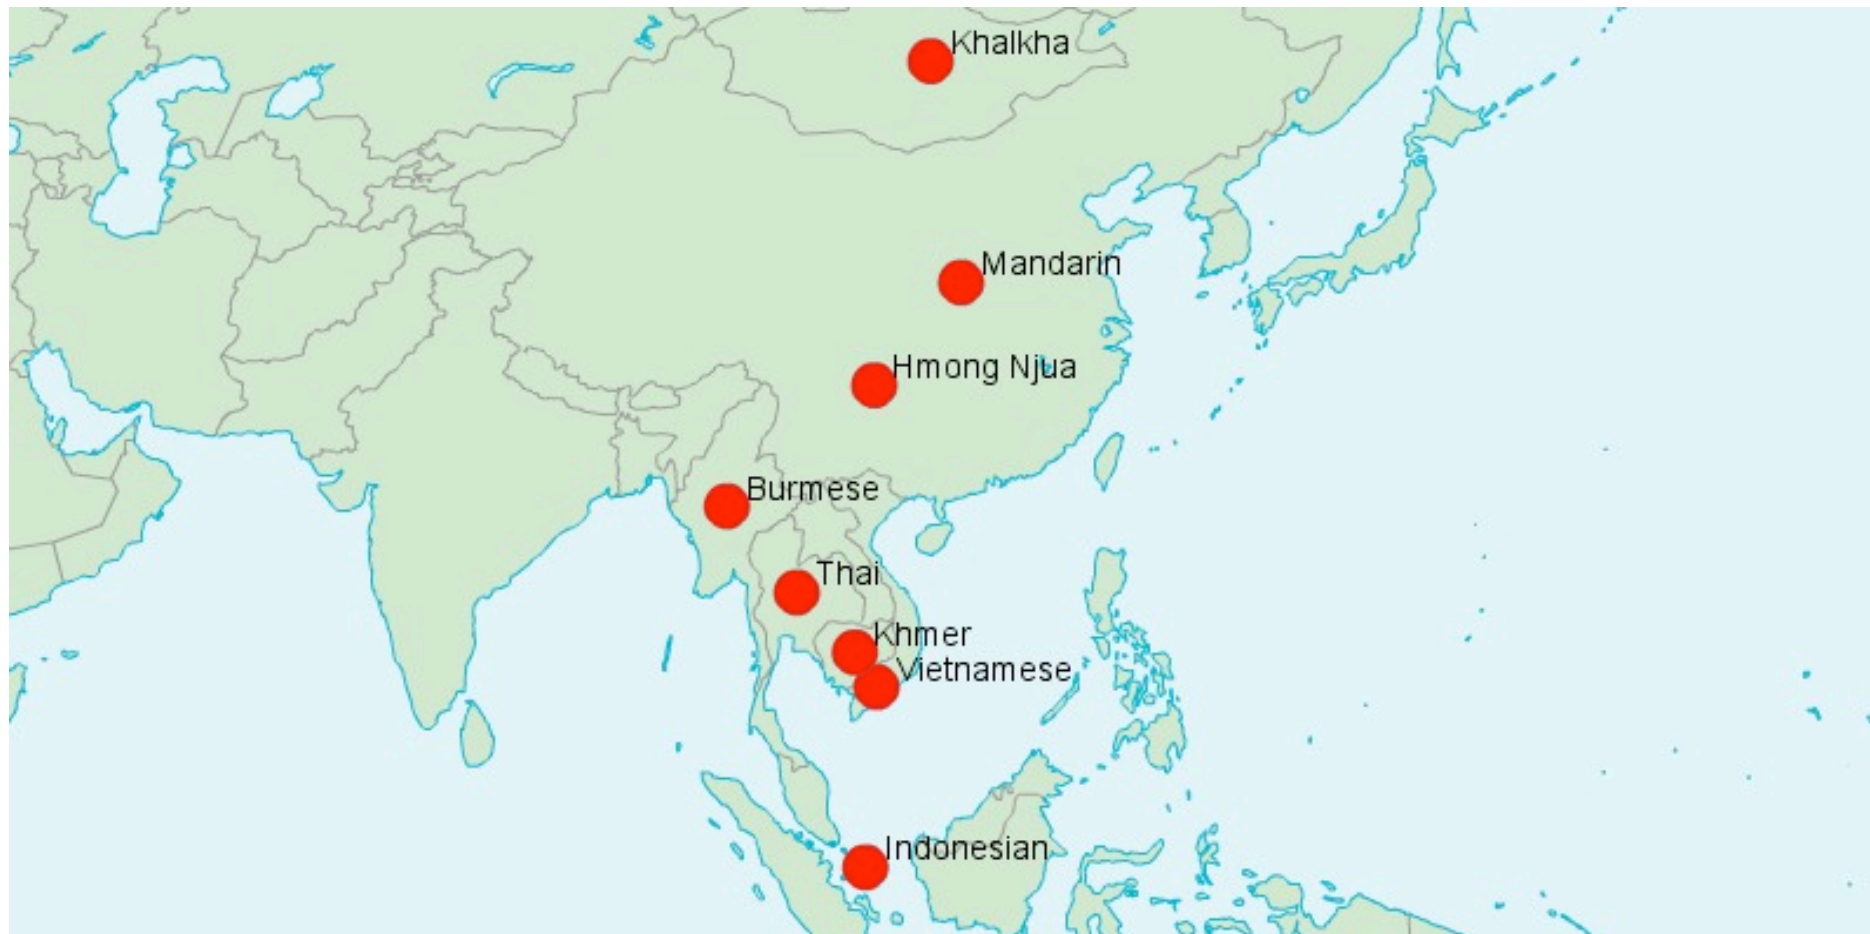 Khalkha
Mandarin
Hmong Njua
Burmese
Thai
Khmer
Vietnamese
Indonesian